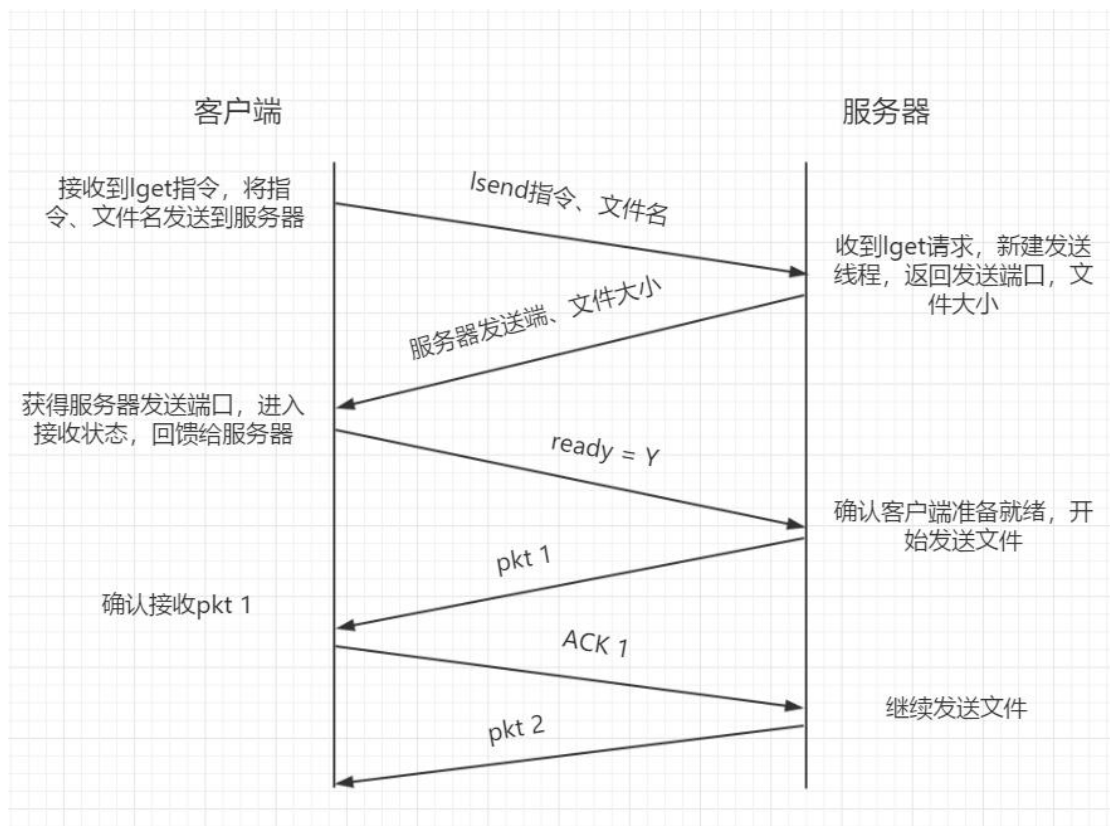 客户端
服务器
接收到lget指令，将指
令、文件名发送到服务器
lsend指令、文件名
收到lget请求，新建发送
线程，返回发送端口，文
件大小
服务器发送端、文件大小
获得服务器发送端口，进入
接收状态，回馈给服务器
ready = Y
确认客户端准备就绪，开
始发送文件
pkt 1
确认接收pkt 1
ACK 1
继续发送文件
pkt 2